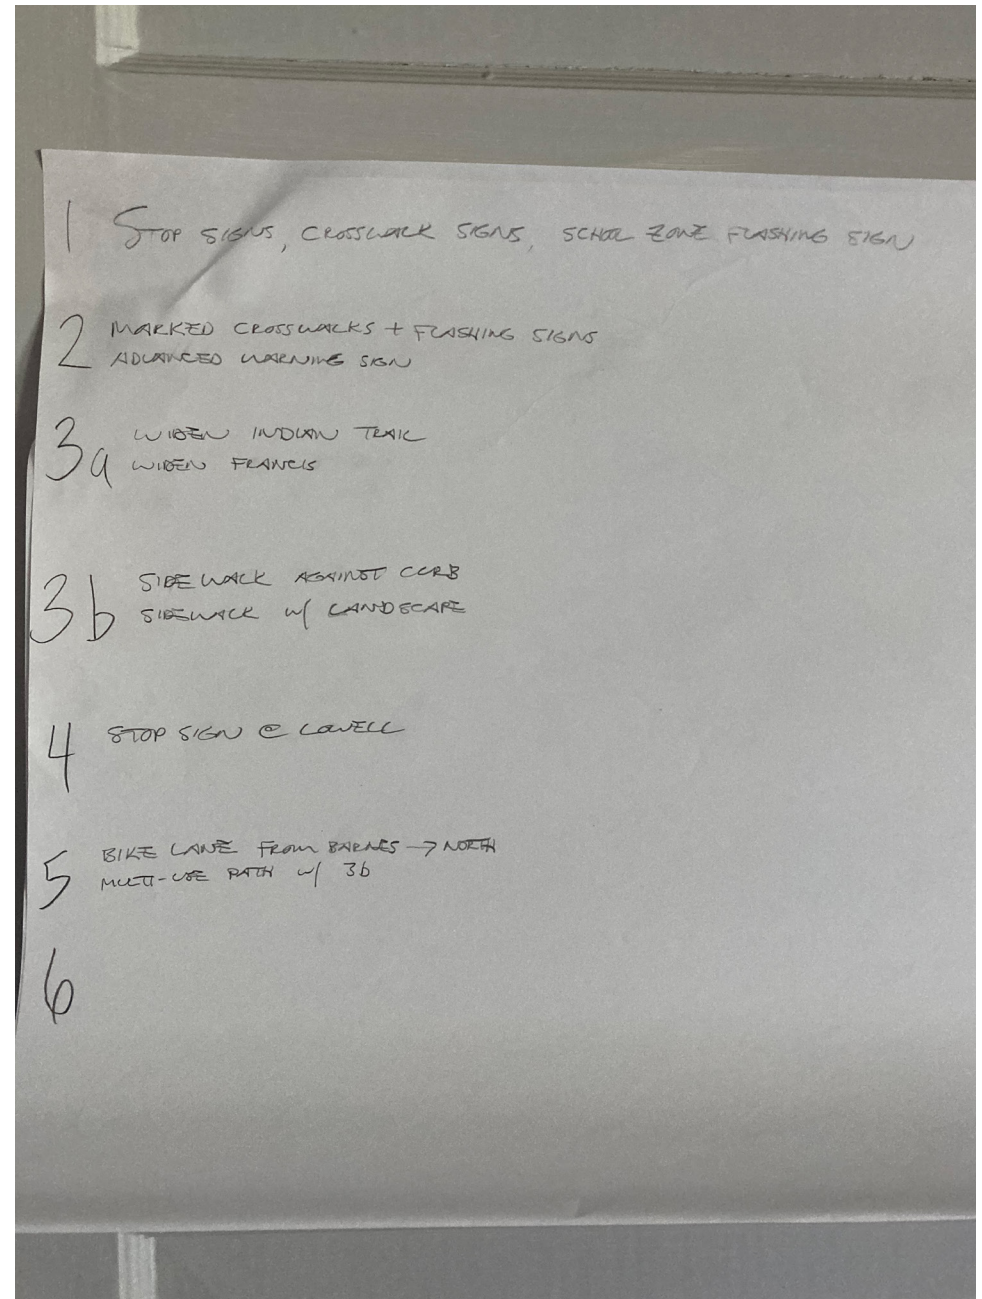 1 STOP SIGNS, CROSSWALK SIGNS, SCHOOL ZONE FLASHING SIGN
2 MARKED CROSSWALKS + FLASHING SIGNS
ADVANCED WARNING SIGN
3a WIDEN INDIAN TRAIL
WIDEN FRANCIS
3b SIDEWALK AGAINST CURB
SIDEWALK w/ LANDSCAPE
4 STOP SIGN @ LOWELL
5 BIKE LANE FROM BARNES → NORTH
MULTI-USE PATH w/ 3b
6